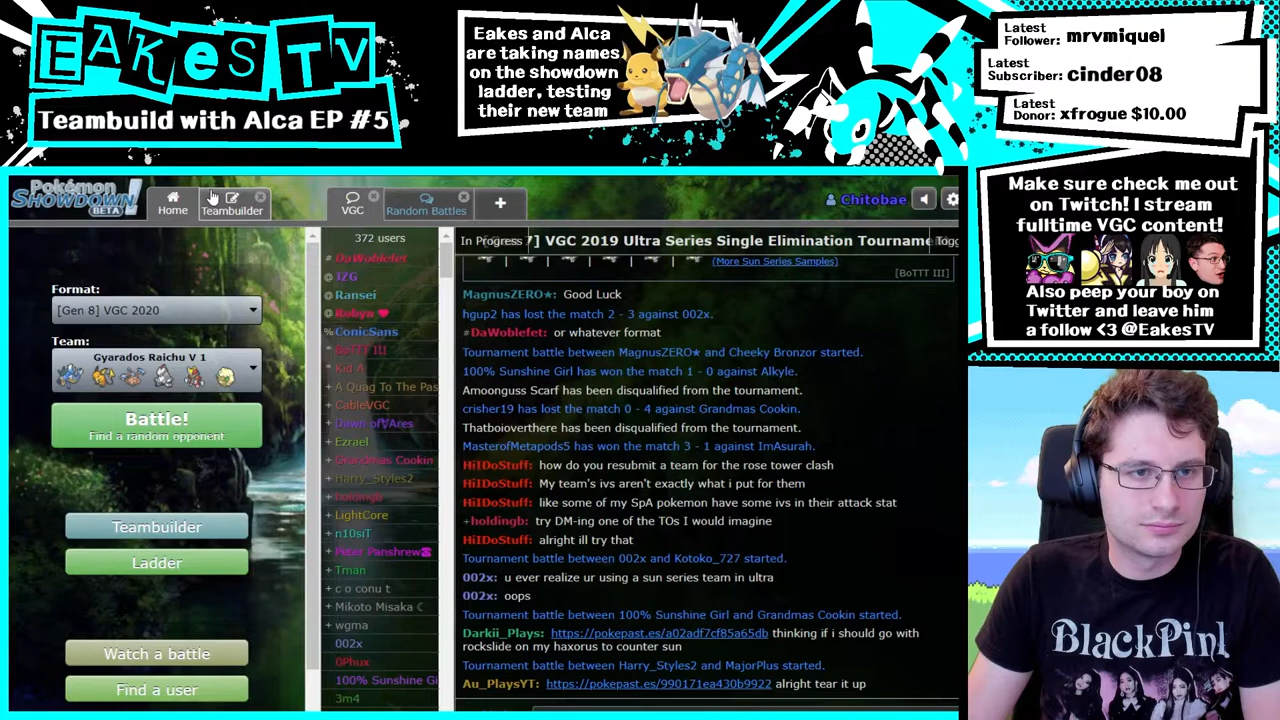 EAKES TV
Teambuild with Alca EP #5
Eakes and Alca
are taking names
on the showdown
ladder, testing
their new team
Latest
Follower: mrvmiquel
Latest
Subscriber: cinder08
Latest
Donor: xfrogue $10.00
Make sure check me out
on Twitch! I stream
fulltime VGC content!
Also peep your boy on
Twitter and leave him
a follow <3 @EakesTV
Pokémon
Showdown!
BETA
Home
Teambuilder
VGC
Random Battles
Chitobae
Format:
[Gen 8] VGC 2020
Team:
Gyarados Raichu V 1
Battle!
Find a random opponent
Teambuilder
Ladder
Watch a battle
Find a user
372 users
# DaWoblefet
@ JZG
@ Ransei
@ Robyn
% ConicSans
* BoTTT III
* Kid A
+ A Quag To The Pas
+ CableVGC
+ Dawn of Ares
+ Ezrael
+ Grandmas Cookin
+ Harry_Styles2
+ holdingb
+ LightCore
+ n10siT
+ Peter Panshrew
+ Tman
+ c o conu t
+ Mikoto Misaka ☾
+ wgma
002x
0Phux
100% Sunshine Gi
3m4
In Progress
7] VGC 2019 Ultra Series Single Elimination Tourname
Togg
(More Sun Series Samples)
[BoTTT III]
MagnusZERO★: Good Luck
hgup2 has lost the match 2 - 3 against 002x.
#DaWoblefet: or whatever format
Tournament battle between MagnusZERO★ and Cheeky Bronzor started.
100% Sunshine Girl has won the match 1 - 0 against Alkyle.
Amoonguss Scarf has been disqualified from the tournament.
crisher19 has lost the match 0 - 4 against Grandmas Cookin.
Thatboioverthere has been disqualified from the tournament.
MasterofMetapods5 has won the match 3 - 1 against ImAsurah.
HiIDoStuff: how do you resubmit a team for the rose tower clash
HiIDoStuff: My team's ivs aren't exactly what i put for them
HiIDoStuff: like some of my SpA pokemon have some ivs in their attack stat
+holdingb: try DM-ing one of the TOs I would imagine
HiIDoStuff: alright ill try that
Tournament battle between 002x and Kotoko_727 started.
002x: u ever realize ur using a sun series team in ultra
002x: oops
Tournament battle between 100% Sunshine Girl and Grandmas Cookin started.
Darkii_Plays: https://pokepast.es/a02adf7cf85a65db thinking if i should go with
rockslide on my haxorus to counter sun
Tournament battle between Harry_Styles2 and MajorPlus started.
Au_PlaysYT: https://pokepast.es/990171ea430b9922 alright tear it up
BLACKPINK